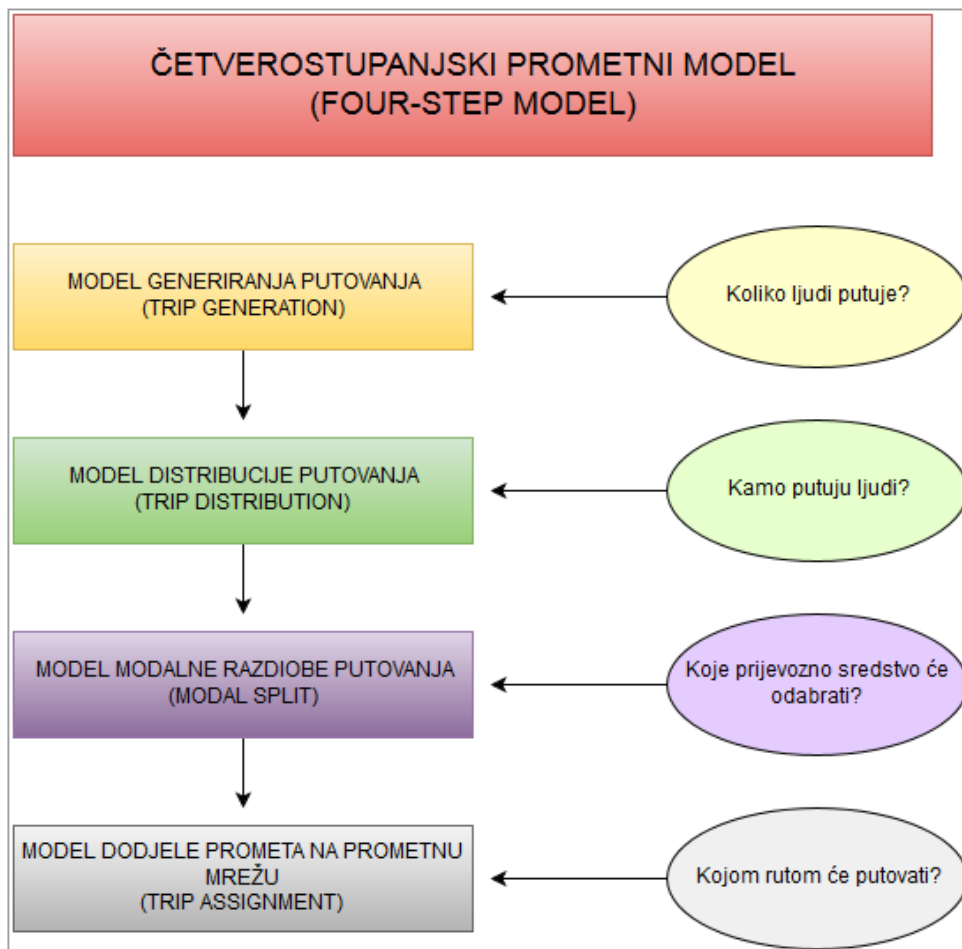 ČETVEROSTUPANJSKI PROMETNI MODEL
(FOUR-STEP MODEL)
MODEL GENERIRANJA PUTOVANJA
(TRIP GENERATION)
Koliko ljudi putuje?
MODEL DISTRIBUCIJE PUTOVANJA
(TRIP DISTRIBUTION)
Kamo putuju ljudi?
MODEL MODALNE RAZDIOBE PUTOVANJA
(MODAL SPLIT)
Koje prijevozno sredstvo će
odabrati?
MODEL DODJELE PROMETA NA PROMETNU
MREŽU
(TRIP ASSIGNMENT)
Kojom rutom će putovati?